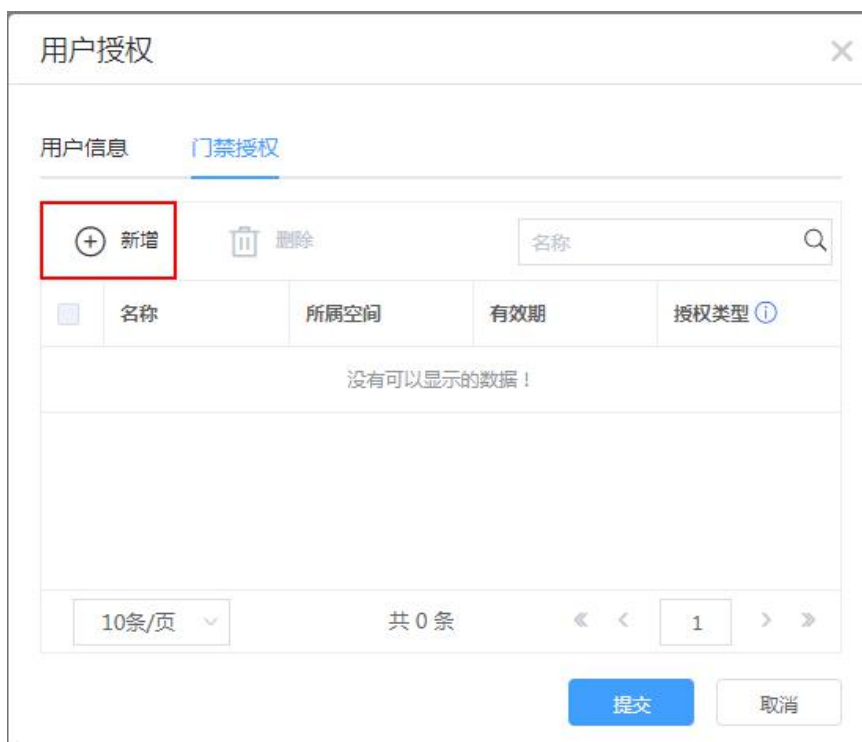 用户授权
用户信息 门禁授权
新增 删除 名称
名称 所属空间 有效期 授权类型
没有可以显示的数据！
10条/页 共 0 条 1
提交 取消